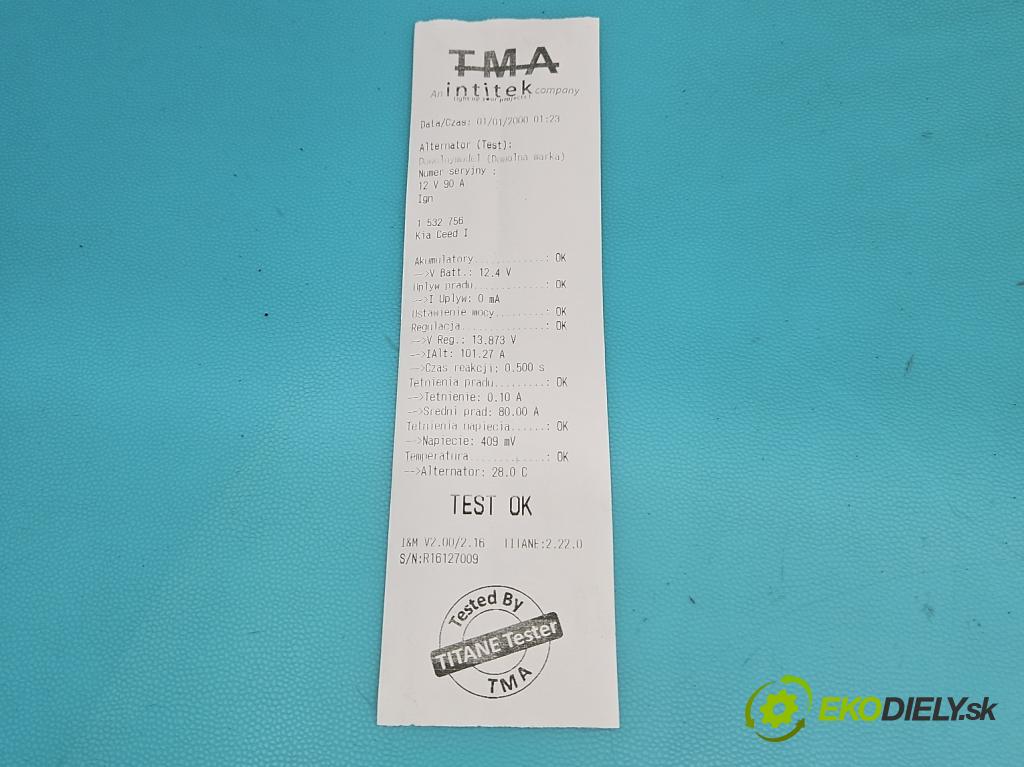 TMA
An intitek company
light up your projects!
Data/Czas: 01/01/2000 01:23
Alternator (Test):
Dowolnymodel (Dowolna marka)
Numer seryjny :
12 V 90 A
Ign
1 532 756
Kia Ceed I
Akumulatory...........: OK
-->V Batt.: 12.4 V
Uplyw pradu...........: OK
-->I Uplyw: 0 mA
Ustawienie mocy........: OK
Regulacja.............: OK
-->V Reg.: 13.873 V
-->IAlt: 101.27 A
-->Czas reakcji: 0.500 s
Tetnienia pradu.........: OK
-->Tetnienie: 0.10 A
-->Sredni prad: 80.00 A
Tetnienia napiecia......: OK
-->Napiecie: 409 mV
Temperatura............: OK
-->Alternator: 28.0 C
TEST OK
I&M V2.00/2.16 TITANE:2.22.0
S/N:R16127009
Tested By
TITANE Tester
TMA
EKODIELY.sk